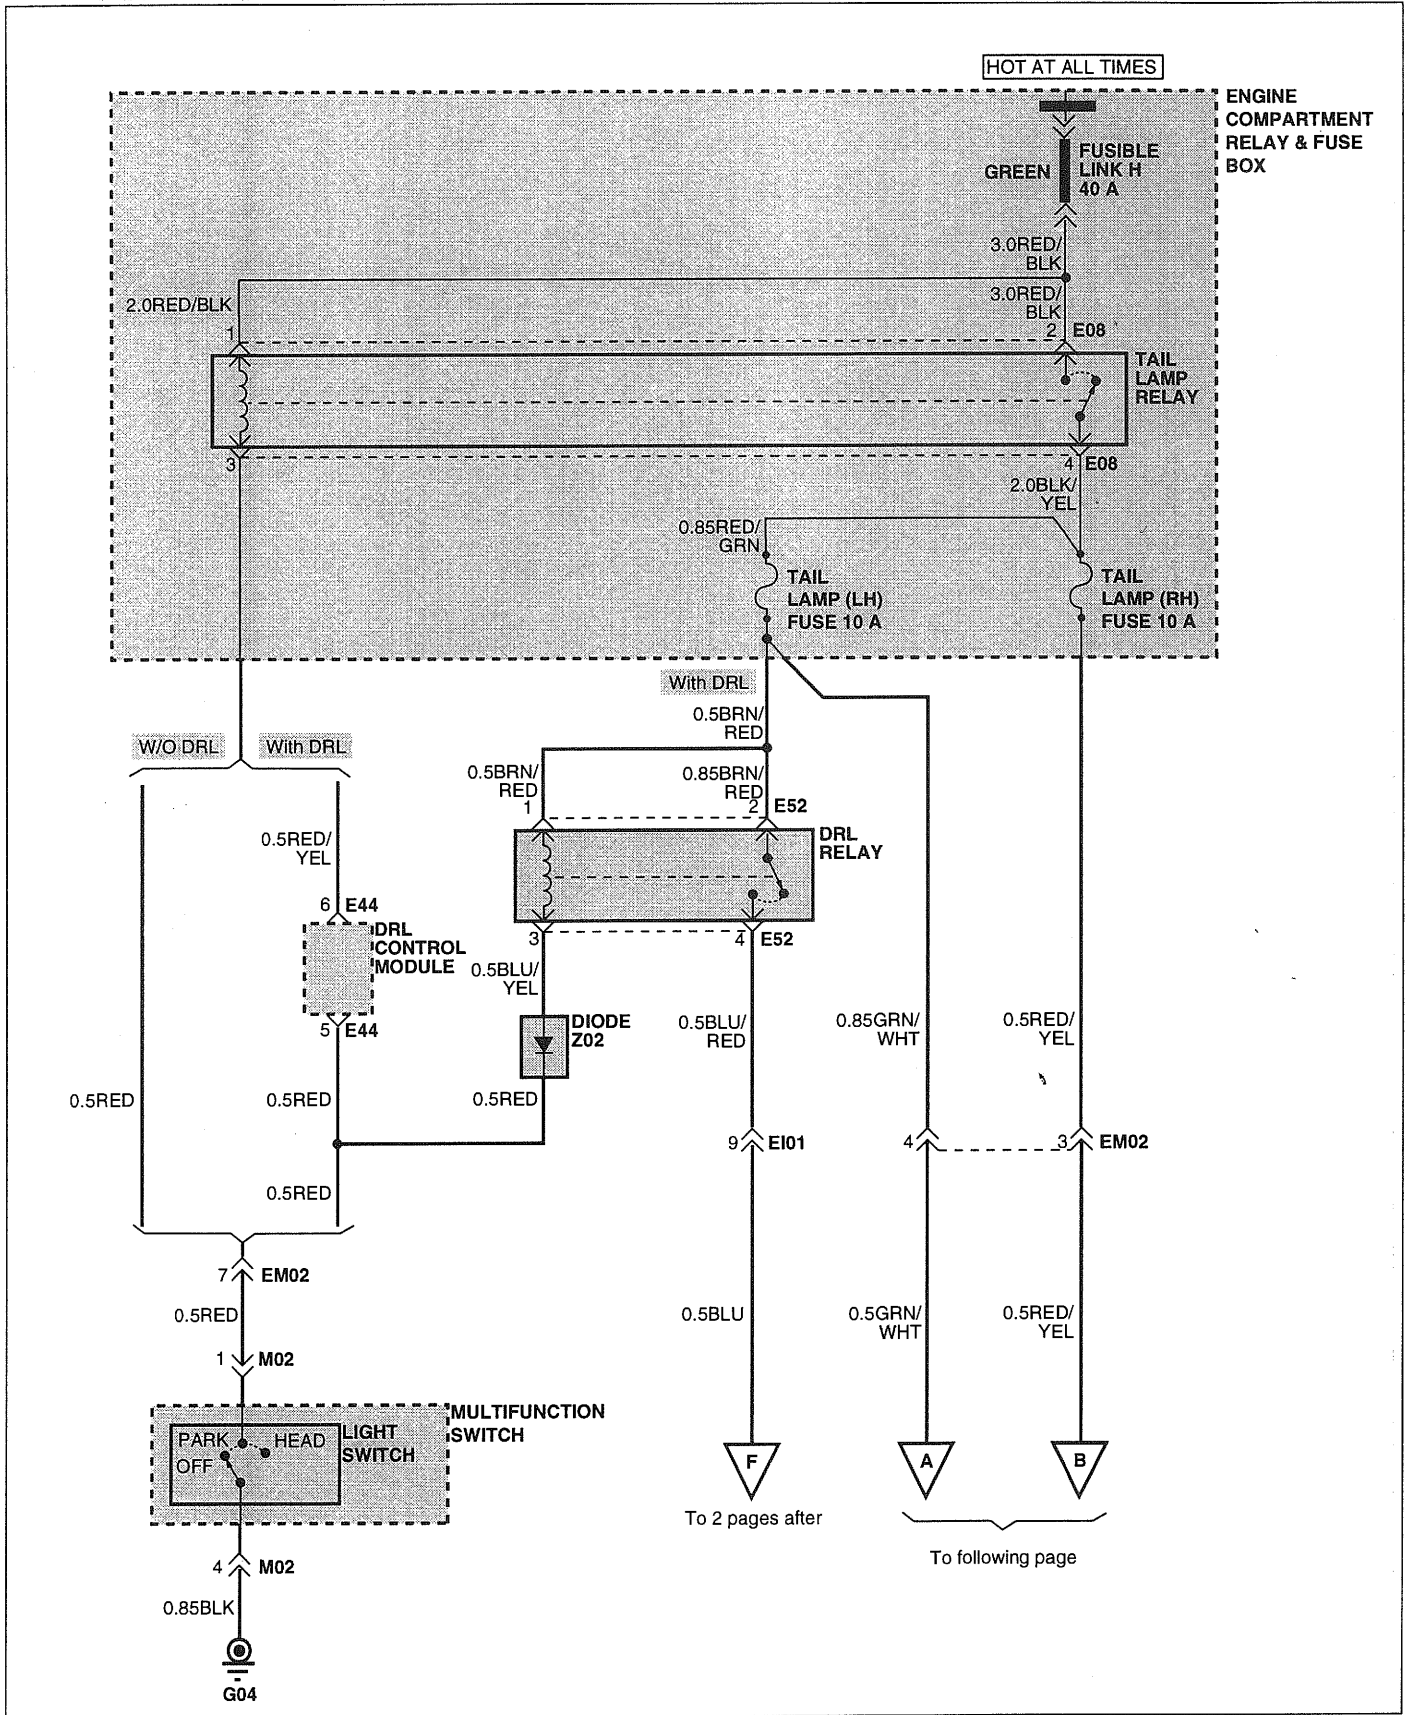 HOT AT ALL TIMES
ENGINE
COMPARTMENT
RELAY & FUSE
BOX
GREEN
FUSIBLE
LINK H
40 A
3.0RED/
BLK
2.0RED/BLK
3.0RED/
BLK
1
2
E08
TAIL
LAMP
RELAY
3
4
E08
2.0BLK/
YEL
0.85RED/
GRN
TAIL
LAMP (LH)
FUSE 10 A
TAIL
LAMP (RH)
FUSE 10 A
With DRL
0.5BRN/
RED
W/O DRL
With DRL
0.5BRN/
RED
1
0.85BRN/
RED
2
E52
DRL
RELAY
0.5RED/
YEL
6
E44
DRL
CONTROL
MODULE
5
E44
3
4
E52
0.5BLU/
YEL
DIODE
Z02
0.5BLU/
RED
0.85GRN/
WHT
0.5RED/
YEL
0.5RED
0.5RED
0.5RED
9
EI01
4
3
EM02
0.5RED
7
EM02
0.5RED
0.5BLU
0.5GRN/
WHT
0.5RED/
YEL
1
M02
MULTIFUNCTION
SWITCH
LIGHT
SWITCH
PARK
HEAD
OFF
F
A
B
To 2 pages after
To following page
4
M02
0.85BLK
G04